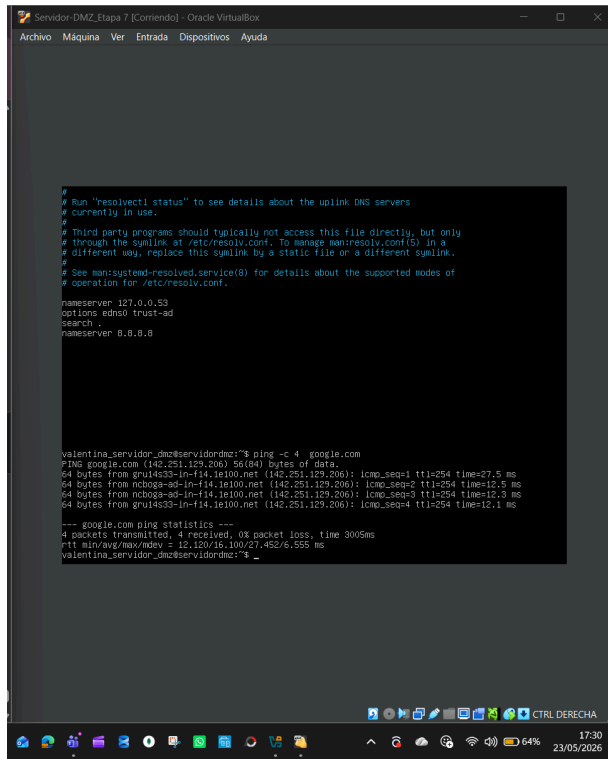 Servidor-DMZ_Etapa 7 [Corriendo] - Oracle VirtualBox
Archivo Máquina Ver Entrada Dispositivos Ayuda
#
# Run "resolvectl status" to see details about the uplink DNS servers
# currently in use.
#
# Third party programs should typically not access this file directly, but only
# through the symlink at /etc/resolv.conf. To manage man:resolv.conf(5) in a
# different way, replace this symlink by a static file or a different symlink.
#
# See man:systemd-resolved.service(8) for details about the supported modes of
# operation for /etc/resolv.conf.
nameserver 127.0.0.53
options edns0 trust-ad
search .
nameserver 8.8.8.8
valentina_servidor_dmz@servidordmz:~$ ping -c 4  google.com
PING google.com (142.251.129.206) 56(84) bytes of data.
64 bytes from gru14s33-in-f14.1e100.net (142.251.129.206): icmp_seq=1 ttl=254 time=27.5 ms
64 bytes from ncboga-ad-in-f14.1e100.net (142.251.129.206): icmp_seq=2 ttl=254 time=12.5 ms
64 bytes from ncboga-ad-in-f14.1e100.net (142.251.129.206): icmp_seq=3 ttl=254 time=12.3 ms
64 bytes from gru14s33-in-f14.1e100.net (142.251.129.206): icmp_seq=4 ttl=254 time=12.1 ms
--- google.com ping statistics ---
4 packets transmitted, 4 received, 0% packet loss, time 3005ms
rtt min/avg/max/mdev = 12.120/16.100/27.452/6.555 ms
valentina_servidor_dmz@servidordmz:~$ _
CTRL DERECHA
64%
17:30
23/05/2026